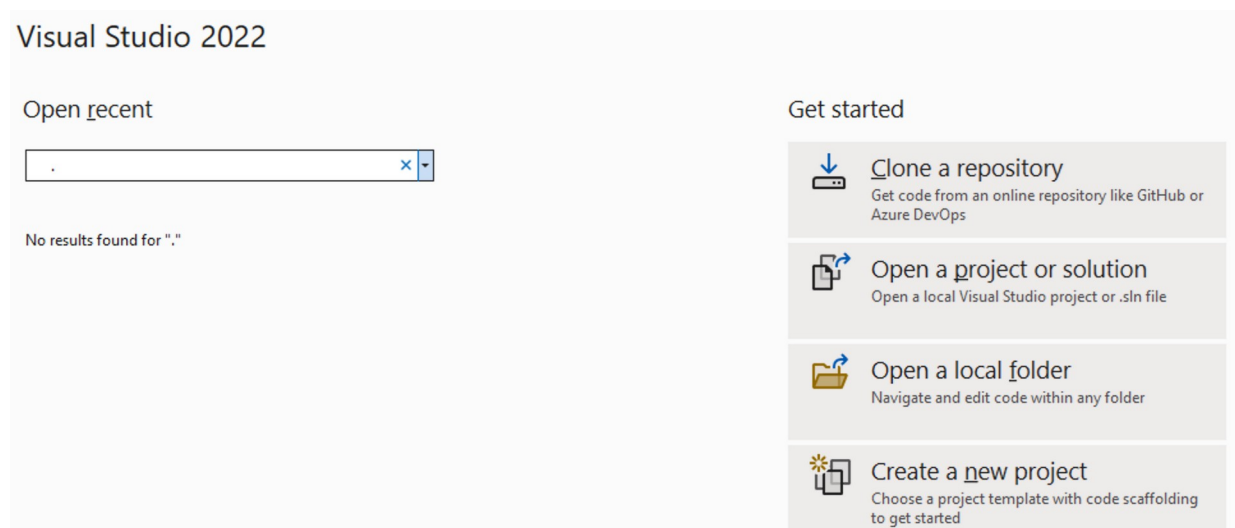 Visual Studio 2022
Open recent
.
No results found for "."
Get started
Clone a repository
Get code from an online repository like GitHub or
Azure DevOps
Open a project or solution
Open a local Visual Studio project or .sln file
Open a local folder
Navigate and edit code within any folder
Create a new project
Choose a project template with code scaffolding
to get started